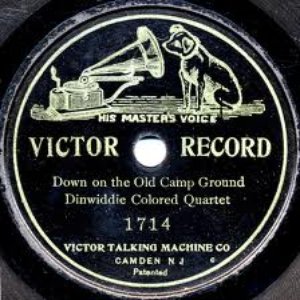 HIS MASTER'S VOICE
VICTOR RECORD
Down on the Old Camp Ground
Dinwiddie Colored Quartet
1714
VICTOR TALKING MACHINE CO
CAMDEN N J
Patented